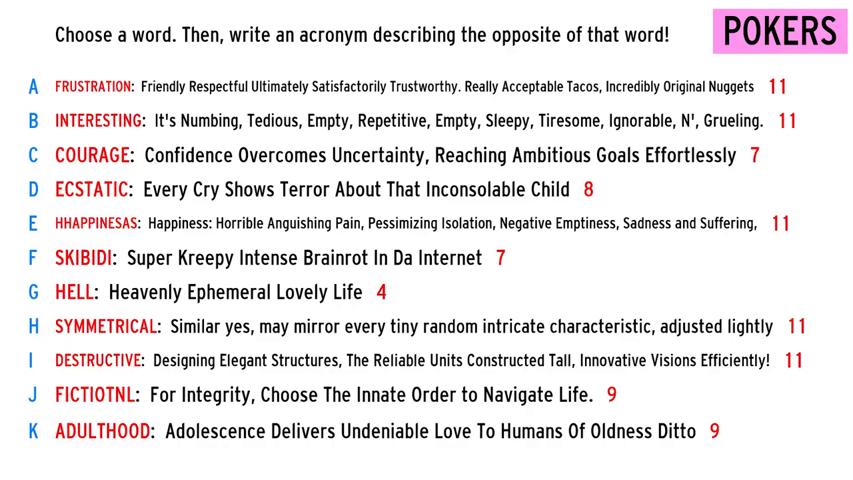 Choose a word. Then, write an acronym describing the opposite of that word!
POKERS
A FRUSTRATION: Friendly Respectful Ultimately Satisfactorily Trustworthy. Really Acceptable Tacos, Incredibly Original Nuggets 11
B INTERESTING: It's Numbing, Tedious, Empty, Repetitive, Empty, Sleepy, Tiresome, Ignorable, N', Grueling. 11
C COURAGE: Confidence Overcomes Uncertainty, Reaching Ambitious Goals Effortlessly 7
D ECSTATIC: Every Cry Shows Terror About That Inconsolable Child 8
E HHAPPINESAS: Happiness: Horrible Anguishing Pain, Pessimizing Isolation, Negative Emptiness, Sadness and Suffering, 11
F SKIBIDI: Super Kreepy Intense Brainrot In Da Internet 7
G HELL: Heavenly Ephemeral Lovely Life 4
H SYMMETRICAL: Similar yes, may mirror every tiny random intricate characteristic, adjusted lightly 11
I DESTRUCTIVE: Designing Elegant Structures, The Reliable Units Constructed Tall, Innovative Visions Efficiently! 11
J FICTIOTNL: For Integrity, Choose The Innate Order to Navigate Life. 9
K ADULTHOOD: Adolescence Delivers Undeniable Love To Humans Of Oldness Ditto 9